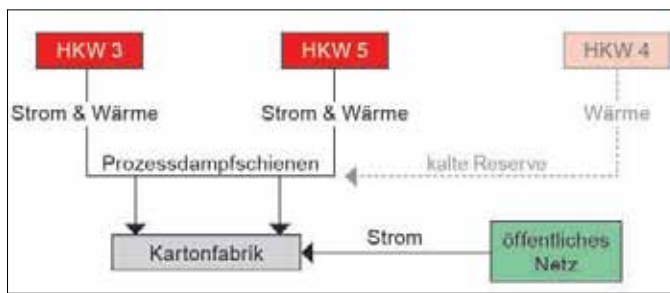 HKW 3
HKW 5
HKW 4
Strom & Wärme
Strom & Wärme
Wärme
Prozessdampfschienen
kalte Reserve
Kartonfabrik
Strom
öffentliches
Netz